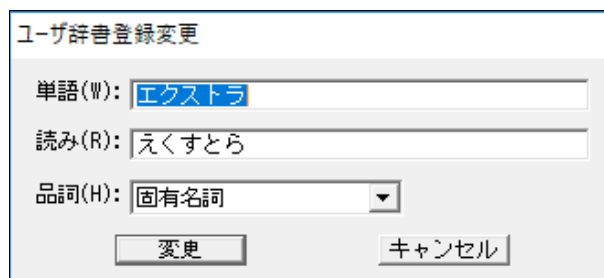 ユーザ辞書登録変更
単語(W): エクストラ
読み(R): えくすとら
品詞(H): 固有名詞
変更 キャンセル